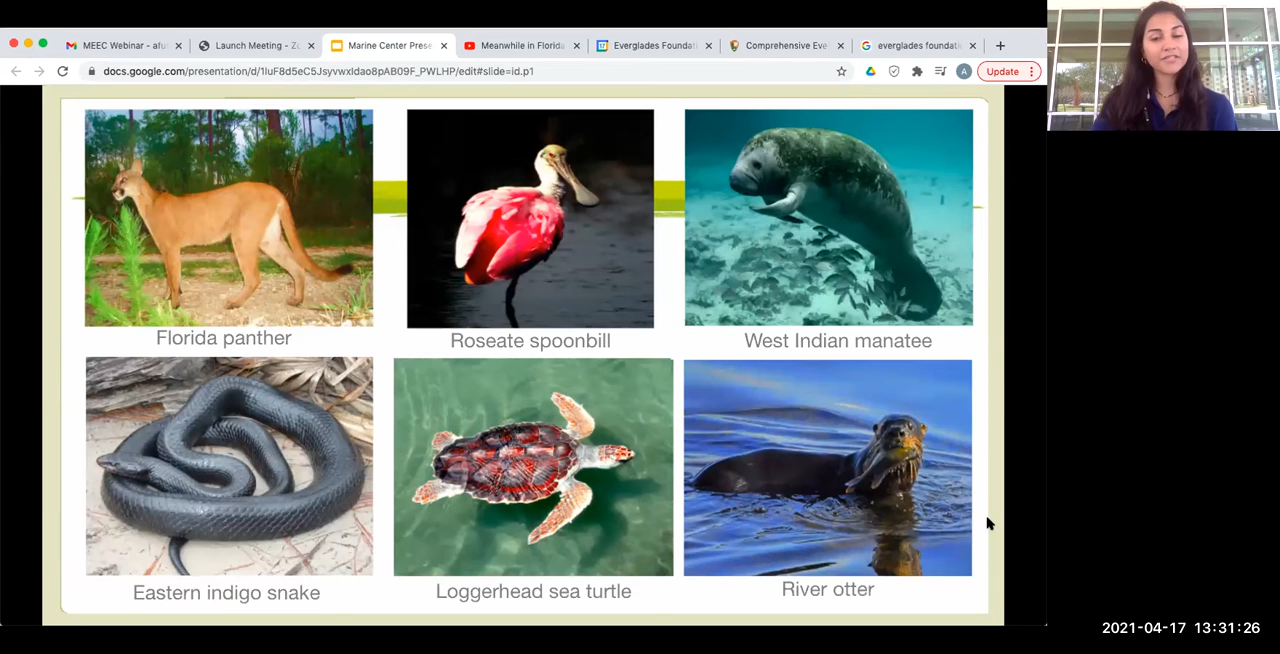 MEEC Webinar - afu
Launch Meeting - Zo
Marine Center Prese
Meanwhile in Florida
Everglades Foundati
Comprehensive Eve
everglades foundatio
docs.google.com/presentation/d/
edit#slide=id.p1
A
Update
Florida panther
Roseate spoonbill
West Indian manatee
Eastern indigo snake
Loggerhead sea turtle
River otter
2021-04-17 13:31:26